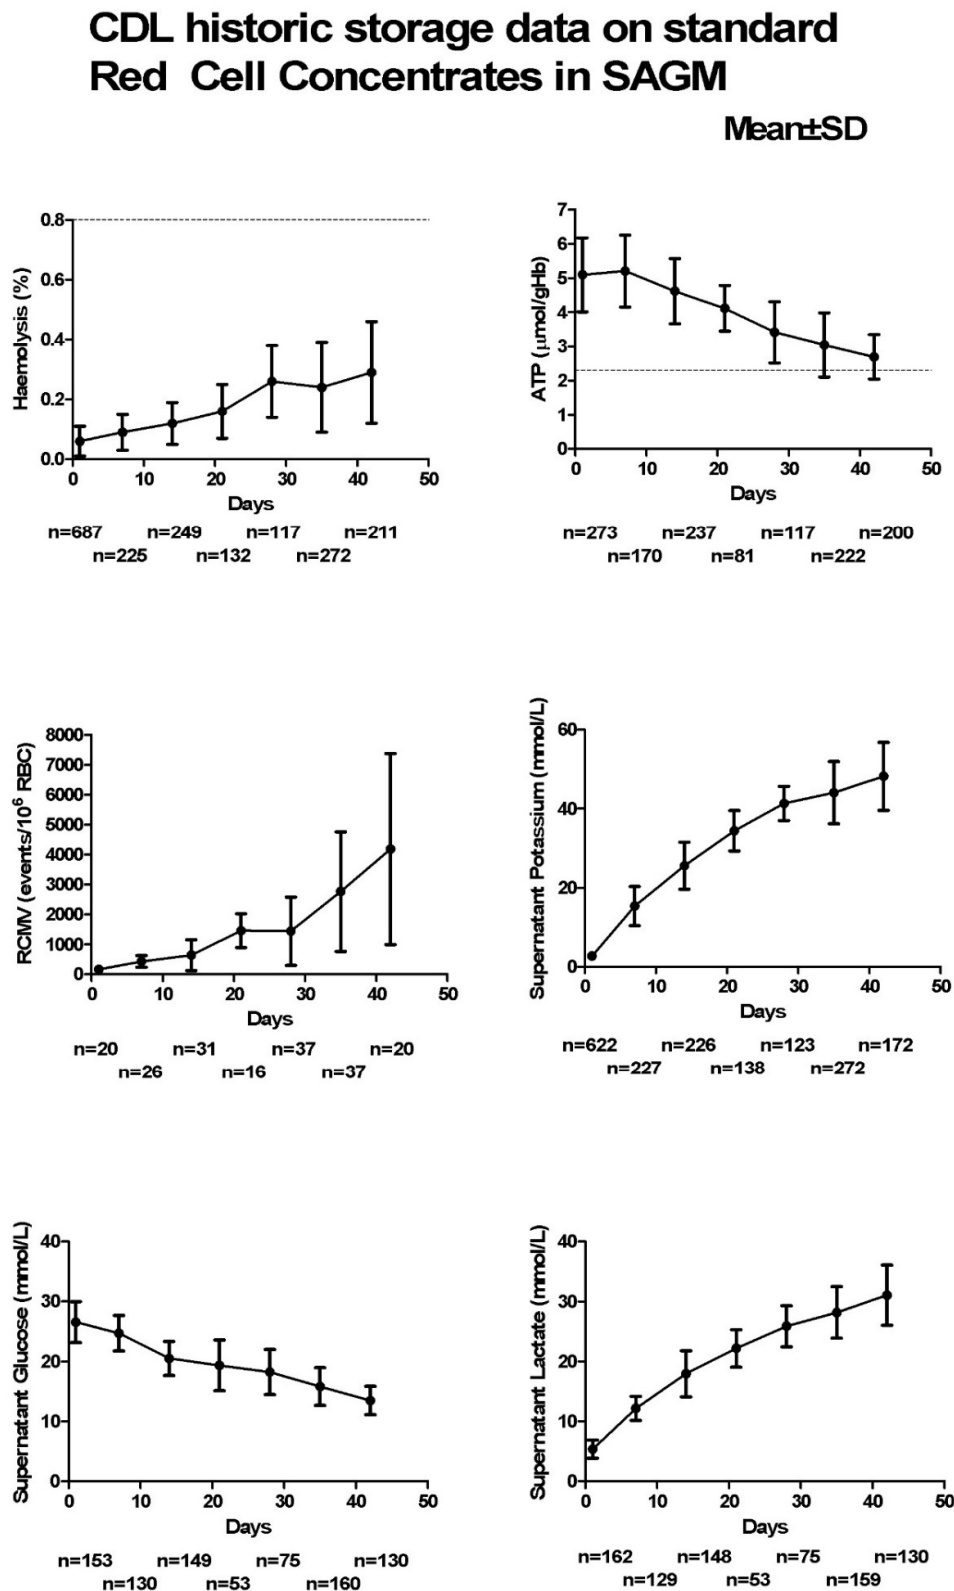 CDL historic storage data on standard
Red Cell Concentrates in SAGM
Mean±SD
Haemolysis (%)
0.8
0.6
0.4
0.2
0.0
0 10 20 30 40 50
Days
n=687 n=249 n=117 n=211
n=225 n=132 n=272
ATP (μmol/gHb)
7
6
5
4
3
2
1
0
0 10 20 30 40 50
Days
n=273 n=237 n=117 n=200
n=170 n=81 n=222
RCMV (events/10⁶ RBC)
8000
7000
6000
5000
4000
3000
2000
1000
0
0 10 20 30 40 50
Days
n=20 n=31 n=37 n=20
n=26 n=16 n=37
Supernatant Potassium (mmol/L)
60
40
20
0
0 10 20 30 40 50
Days
n=622 n=226 n=123 n=172
n=227 n=138 n=272
Supernatant Glucose (mmol/L)
40
30
20
10
0
0 10 20 30 40 50
Days
n=153 n=149 n=75 n=130
n=130 n=53 n=160
Supernatant Lactate (mmol/L)
40
30
20
10
0
0 10 20 30 40 50
Days
n=162 n=148 n=75 n=130
n=129 n=53 n=159